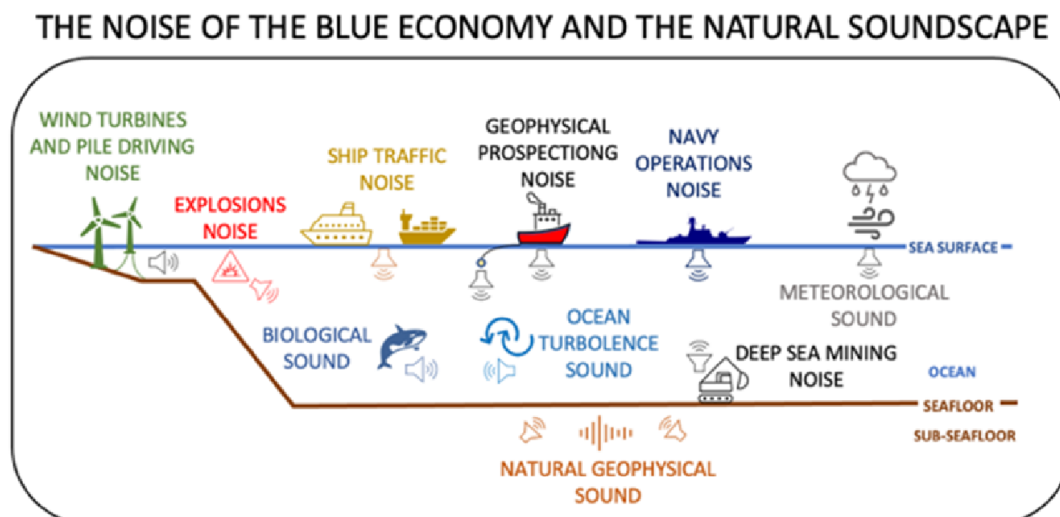 THE NOISE OF THE BLUE ECONOMY AND THE NATURAL SOUNDSCAPE
WIND TURBINES
AND PILE DRIVING
NOISE
EXPLOSIONS
NOISE
SHIP TRAFFIC
NOISE
GEOPHYSICAL
PROSPECTIONG
NOISE
NAVY
OPERATIONS
NOISE
SEA SURFACE
METEOROLOGICAL
SOUND
BIOLOGICAL
SOUND
OCEAN
TURBOLENCE
SOUND
DEEP SEA MINING
NOISE
OCEAN
SEAFLOOR
SUB-SEAFLOOR
NATURAL GEOPHYSICAL
SOUND